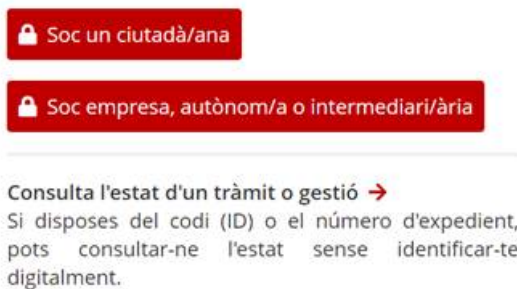 Soc un ciutadà/ana
Soc empresa, autònom/a o intermediari/ària
Consulta l'estat d'un tràmit o gestió →
Si disposes del codi (ID) o el número d'expedient,
pots consultar-ne l'estat sense identificar-te
digitalment.